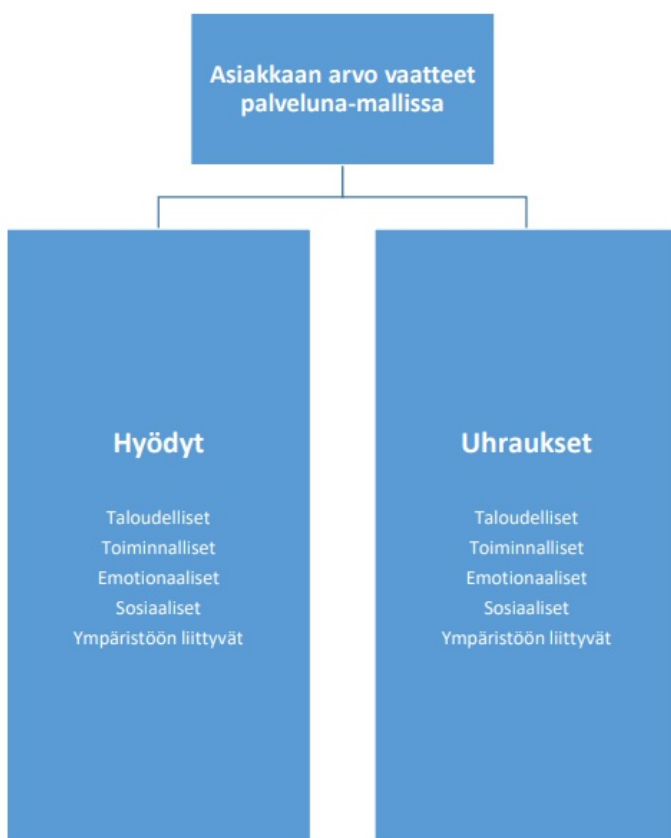 Asiakkaan arvo vaatteet
palveluna-mallissa
Hyödyt
Taloudelliset
Toiminnalliset
Emotionaaliset
Sosiaaliset
Ympäristöön liittyvät
Uhraukset
Taloudelliset
Toiminnalliset
Emotionaaliset
Sosiaaliset
Ympäristöön liittyvät